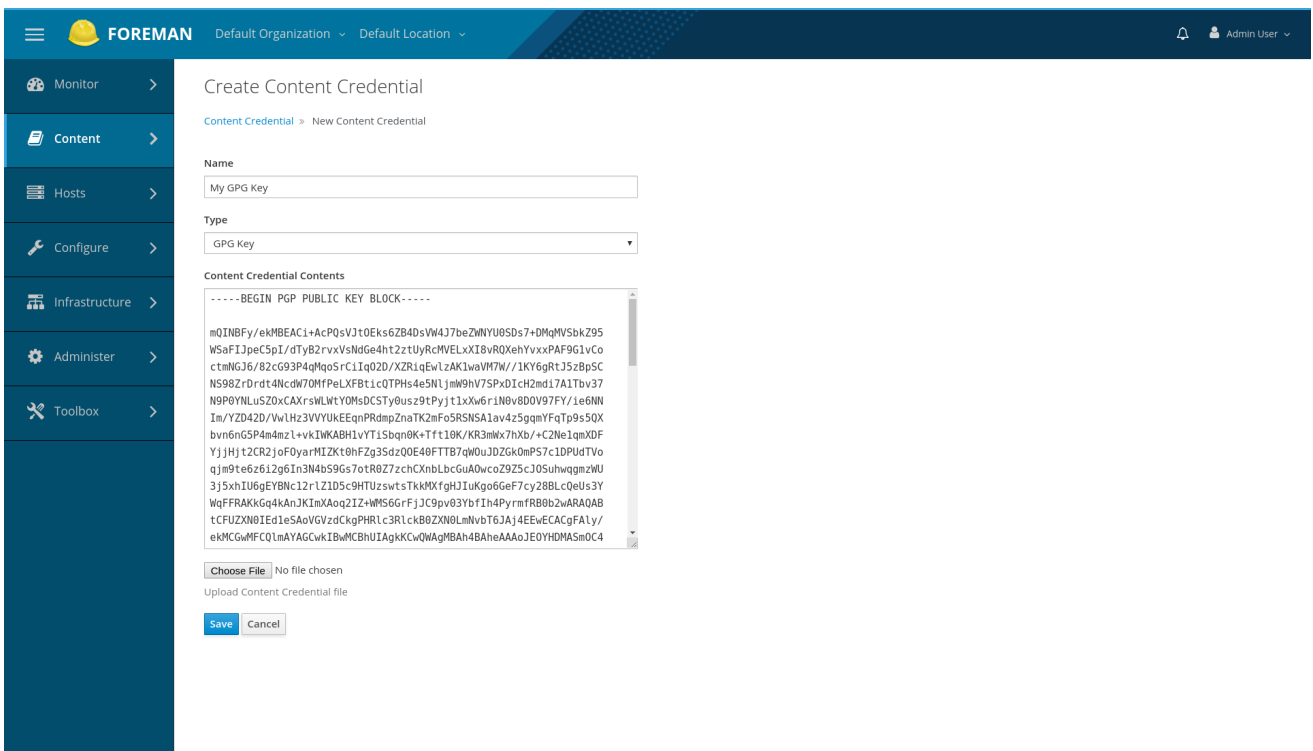 FOREMAN Default Organization Default Location Admin User
Monitor
Content
Hosts
Configure
Infrastructure
Administer
Toolbox
Create Content Credential
Content Credential » New Content Credential
Name
My GPG Key
Type
GPG Key
Content Credential Contents
-----BEGIN PGP PUBLIC KEY BLOCK-----
mQINBFy/ekMBEACi+AcPQsVJtOEks6ZB4DsVW4J7beZWNYU0SDs7+DMqMVSbkZ95
WSaFIJpeC5pI/dTyB2rvxVsNdGe4ht2ztUyRcMVELxXI8vRQXehYvxxPAF9G1vCo
ctmNGJ6/82cG93P4qMqoSrCiIqO2D/XZRiqEwlzAK1waVM7W//1KY6gRtJ5zBpSC
NS98ZrDrdt4NcdW7OMfPeLXFBticQTPHs4e5NljmW9hV7SPxDIcH2mdi7A1Tbv37
N9P0YNLuSZOxCAXrsWLWtYOMsDCSTy0usz9tPyjt1xXw6riN0v8DOV97FY/ie6NN
Im/YZD42D/VwlHz3VVYUkEEqnPRdmpZnaTK2mFo5RSNSA1av4z5gqmYFqTp9s5QX
bvn6nG5P4m4mzl+vkIWKABH1vYTiSbqn0K+Tft10K/KR3mWx7hXb/+C2Ne1qmXDF
YjjHjt2CR2joFOyarMIZKt0hFZg3SdzQOE40FTTB7qWOuJDZGkOmPS7c1DPUdTVo
qjm9te6z6i2g6In3N4bS9Gs7otR0Z7zchCXnbLbcGuAOwcoZ9Z5cJOSuhwqgmzWU
3j5xhIU6gEYBNc12rlZ1D5c9HTUzswtsTkkMXfgHJIuKgo6GeF7cy28BLcQeUs3Y
WqFFRAKkGq4kAnJKImXAoq2IZ+WMS6GrFjJC9pv03YbfIh4PyrmfRB0b2wARAQAB
tCFUZXN0IEd1eSAoVGVzdCkgPHRlc3RlckB0ZXN0LmNvbT6JAj4EEwECACgFAly/
ekMCGwMFCQlmAYAGCwkIBwMCBhUIAgkKCwQWAgMBAh4BAheAAAoJEOYHDMASmOC4
Choose File No file chosen
Upload Content Credential file
Save Cancel